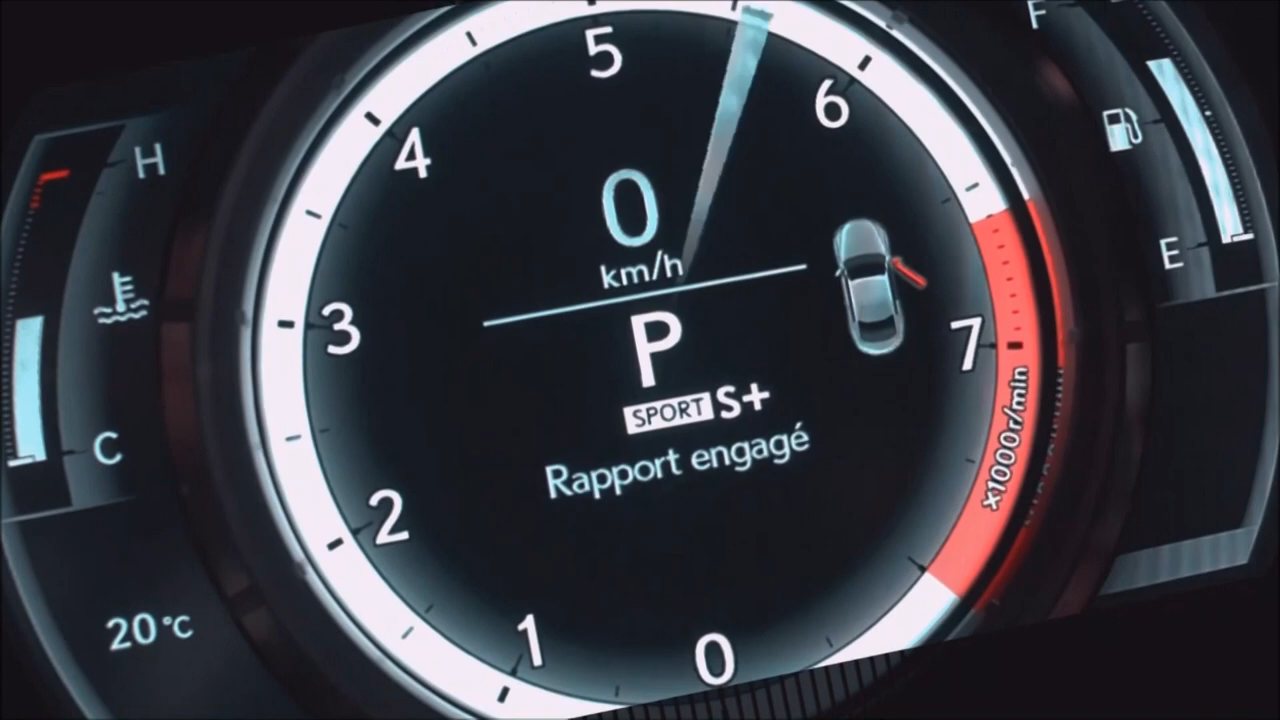 5
F
6
4
H
0
km/h
E
3
P
7
SPORT S+
C
Rapport engagé
x1000r/min
2
20°C
1
0